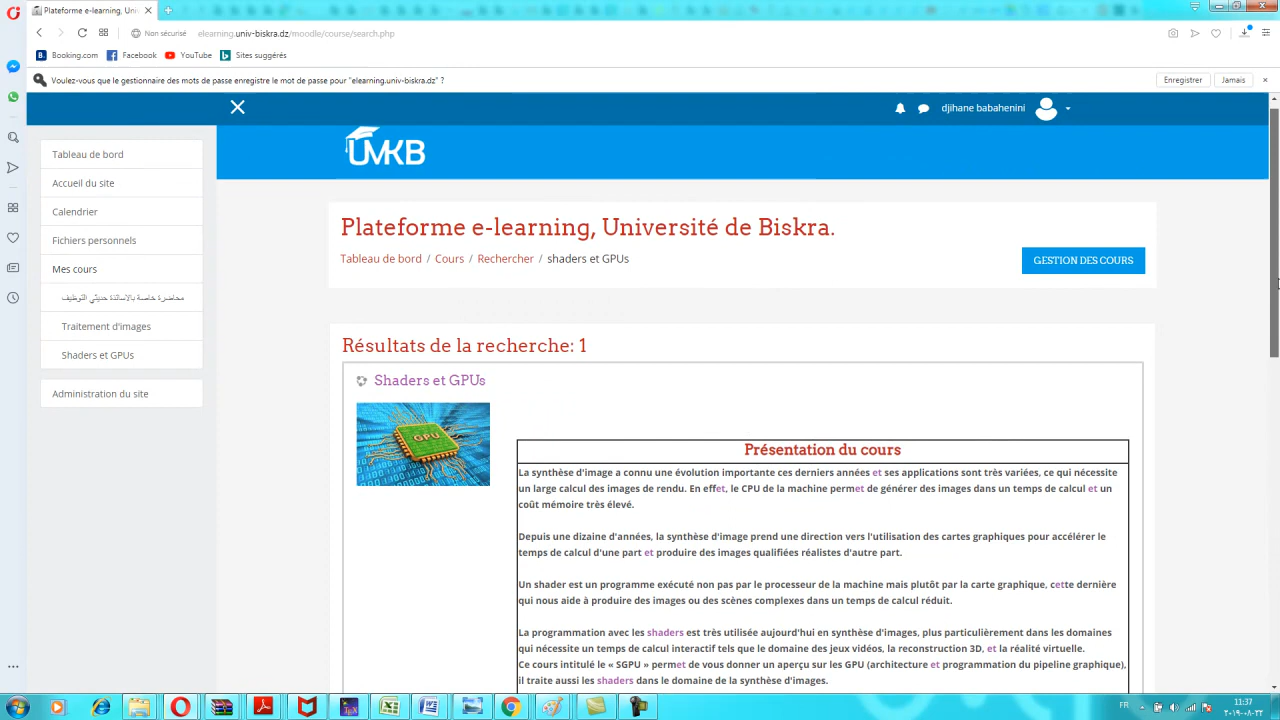 Plateforme e-learning, Uni
Non sécurisé elearning.univ-biskra.dz/moodle/course/search.php
Booking.com Facebook YouTube Sites suggérés
Voulez-vous que le gestionnaire des mots de passe enregistre le mot de passe pour "elearning.univ-biskra.dz" ? Enregistrer Jamais
djihane babahenini
UMKB
Tableau de bord
Accueil du site
Calendrier
Fichiers personnels
Mes cours
محاضرة خاصة بالاساتذة حديثي التوظيف
Traitement d'images
Shaders et GPUs
Administration du site
Plateforme e-learning, Université de Biskra.
Tableau de bord / Cours / Rechercher / shaders et GPUs
GESTION DES COURS
Résultats de la recherche: 1
Shaders et GPUs
GPU
Présentation du cours
La synthèse d'image a connu une évolution importante ces derniers années et ses applications sont très variées, ce qui nécessite
un large calcul des images de rendu. En effet, le CPU de la machine permet de générer des images dans un temps de calcul et un
coût mémoire très élevé.
Depuis une dizaine d'années, la synthèse d'image prend une direction vers l'utilisation des cartes graphiques pour accélérer le
temps de calcul d'une part et produire des images qualifiées réalistes d'autre part.
Un shader est un programme exécuté non pas par le processeur de la machine mais plutôt par la carte graphique, cette dernière
qui nous aide à produire des images ou des scènes complexes dans un temps de calcul réduit.
La programmation avec les shaders est très utilisée aujourd'hui en synthèse d'images, plus particulièrement dans les domaines
qui nécessite un temps de calcul interactif tels que le domaine des jeux vidéos, la reconstruction 3D, et la réalité virtuelle.
Ce cours intitulé le « SGPU » permet de vous donner un aperçu sur les GPU (architecture et programmation du pipeline graphique),
il traite aussi les shaders dans le domaine de la synthèse d'images.
FR
11:37
٢٠١٩-٠٨-٢٢